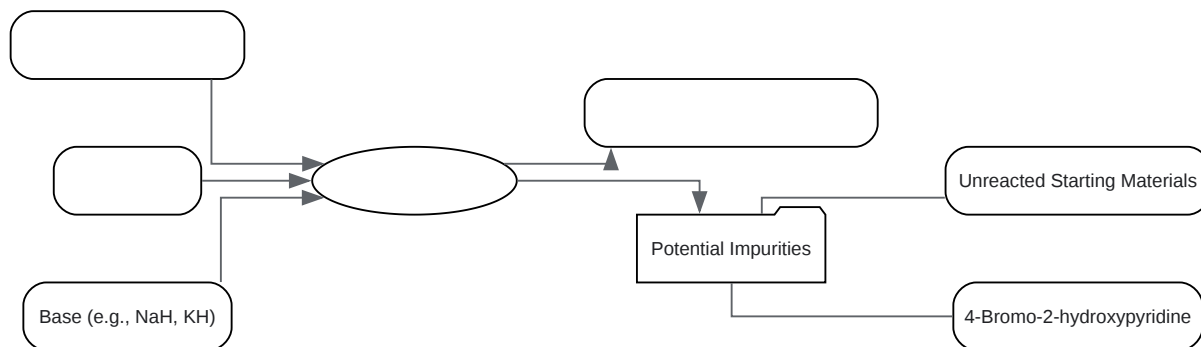 Unreacted Starting Materials
Potential Impurities
Base (e.g., NaH, KH)
4-Bromo-2-hydroxypyridine